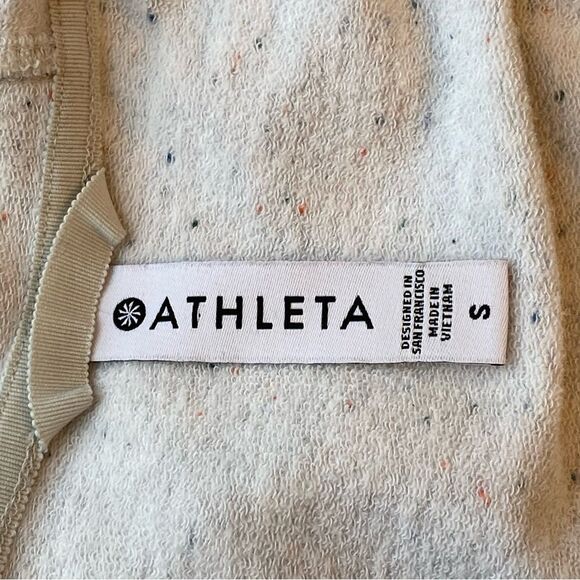 ATHLETA
DESIGNED IN
SAN FRANCISCO
MADE IN
VIETNAM
S